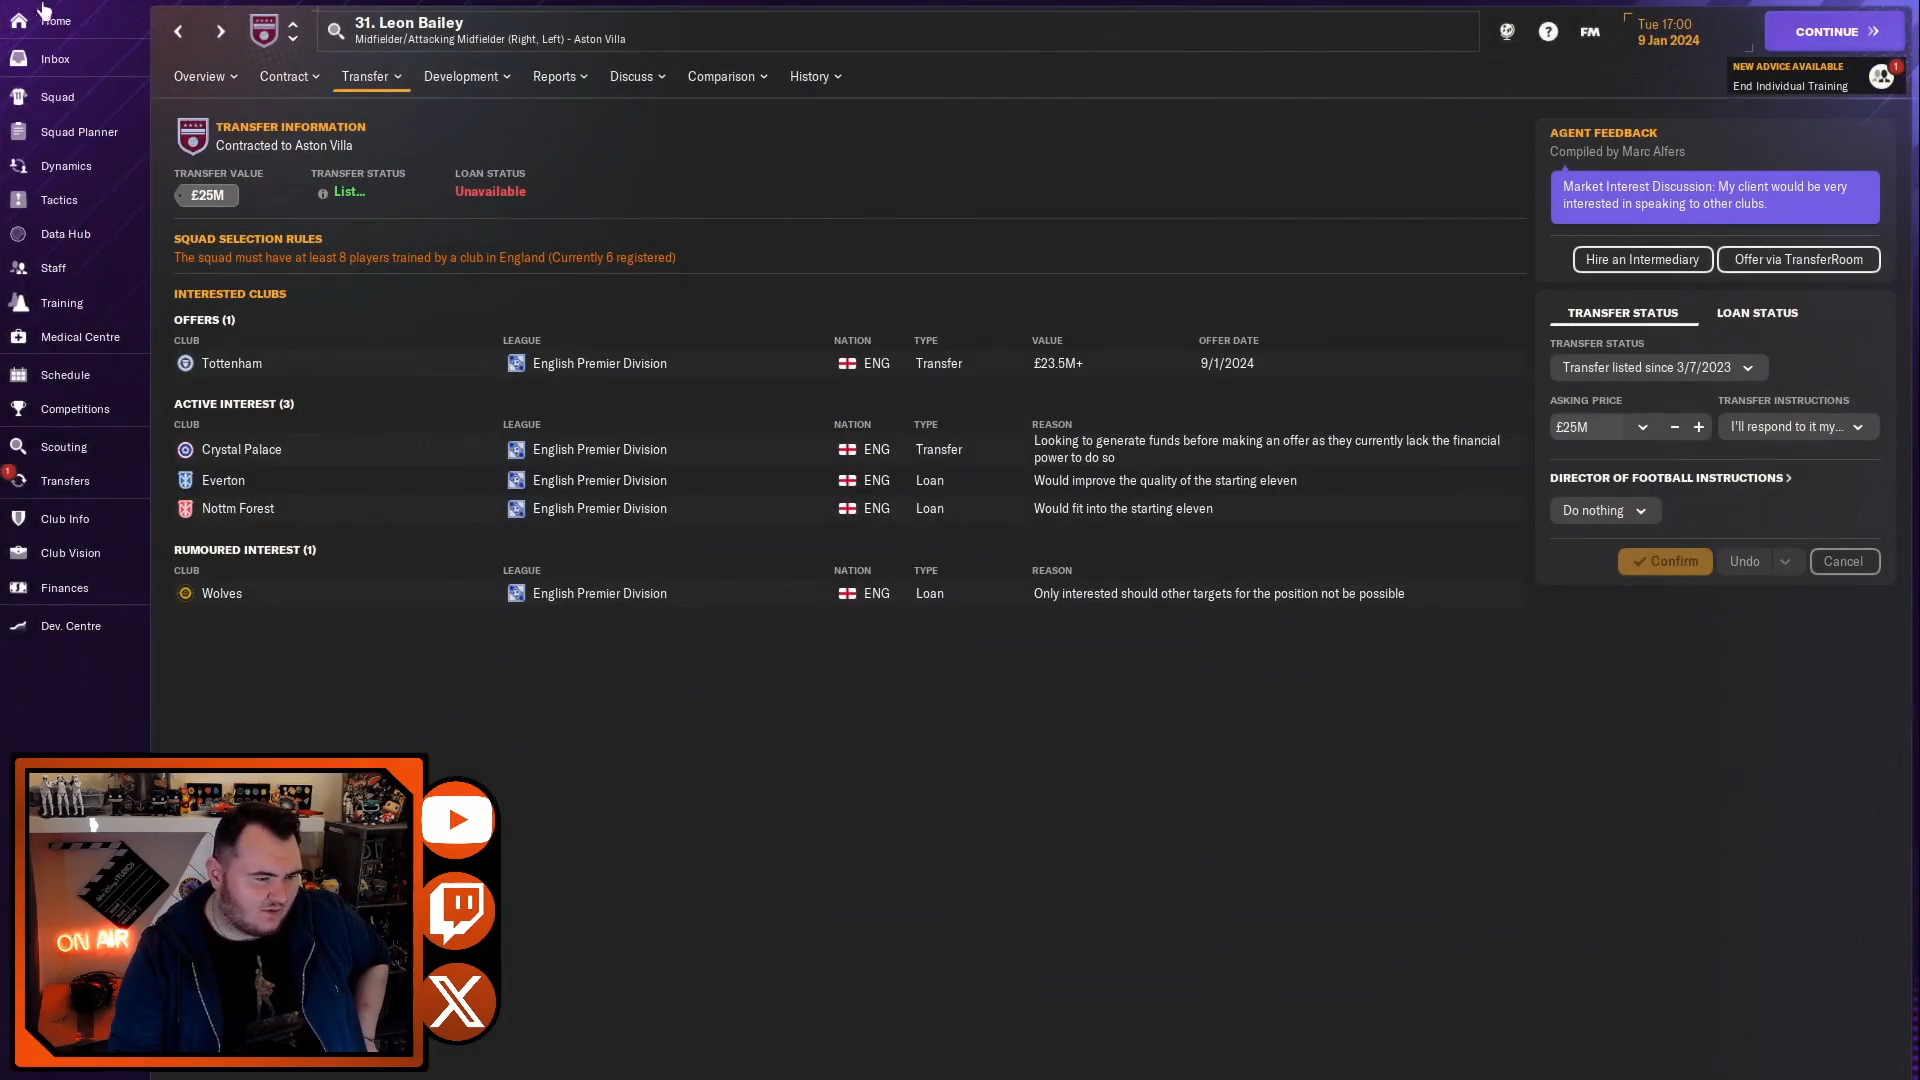 Home
Inbox
Squad
Squad Planner
Dynamics
Tactics
Data Hub
Staff
Training
Medical Centre
Schedule
Competitions
Scouting
1
Transfers
Club Info
Club Vision
Finances
Dev. Centre
31. Leon Bailey
Midfielder/Attacking Midfielder (Right, Left) - Aston Villa
?
FM
Tue 17:00
9 Jan 2024
CONTINUE
Overview
Contract
Transfer
Development
Reports
Discuss
Comparison
History
NEW ADVICE AVAILABLE
End Individual Training
1
TRANSFER INFORMATION
Contracted to Aston Villa
TRANSFER VALUE TRANSFER STATUS LOAN STATUS
£25M List... Unavailable
SQUAD SELECTION RULES
The squad must have at least 8 players trained by a club in England (Currently 6 registered)
INTERESTED CLUBS
OFFERS (1)
CLUB LEAGUE NATION TYPE VALUE OFFER DATE
Tottenham English Premier Division ENG Transfer £23.5M+ 9/1/2024
ACTIVE INTEREST (3)
CLUB LEAGUE NATION TYPE REASON
Crystal Palace English Premier Division ENG Transfer Looking to generate funds before making an offer as they currently lack the financial
power to do so
Everton English Premier Division ENG Loan Would improve the quality of the starting eleven
Nottm Forest English Premier Division ENG Loan Would fit into the starting eleven
RUMOURED INTEREST (1)
CLUB LEAGUE NATION TYPE REASON
Wolves English Premier Division ENG Loan Only interested should other targets for the position not be possible
AGENT FEEDBACK
Compiled by Marc Alfers
Market Interest Discussion: My client would be very
interested in speaking to other clubs.
Hire an Intermediary Offer via TransferRoom
TRANSFER STATUS LOAN STATUS
TRANSFER STATUS
Transfer listed since 3/7/2023
ASKING PRICE TRANSFER INSTRUCTIONS
£25M - + I'll respond to it my...
DIRECTOR OF FOOTBALL INSTRUCTIONS >
Do nothing
Confirm Undo Cancel
ON AIR
X